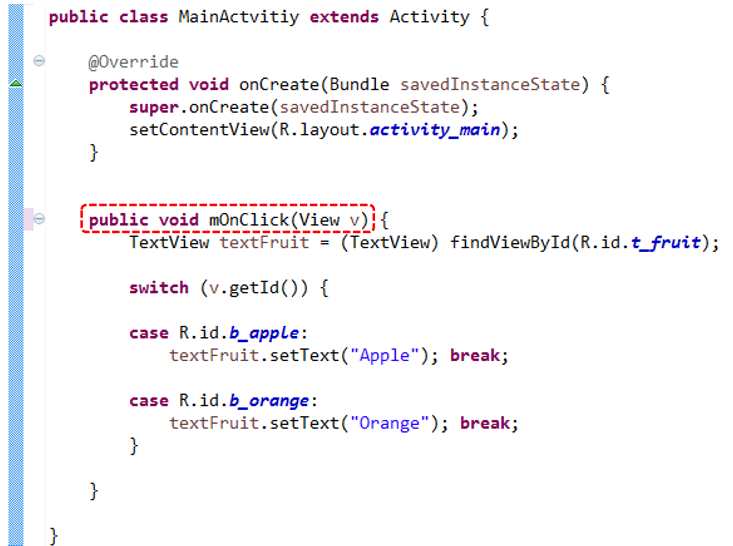 public class MainActvitiy extends Activity {
@Override
protected void onCreate(Bundle savedInstanceState) {
super.onCreate(savedInstanceState);
setContentView(R.layout.activity_main);
}
public void mOnClick(View v) {
TextView textFruit = (TextView) findViewById(R.id.t_fruit);
switch (v.getId()) {
case R.id.b_apple:
textFruit.setText("Apple"); break;
case R.id.b_orange:
textFruit.setText("Orange"); break;
}
}
}